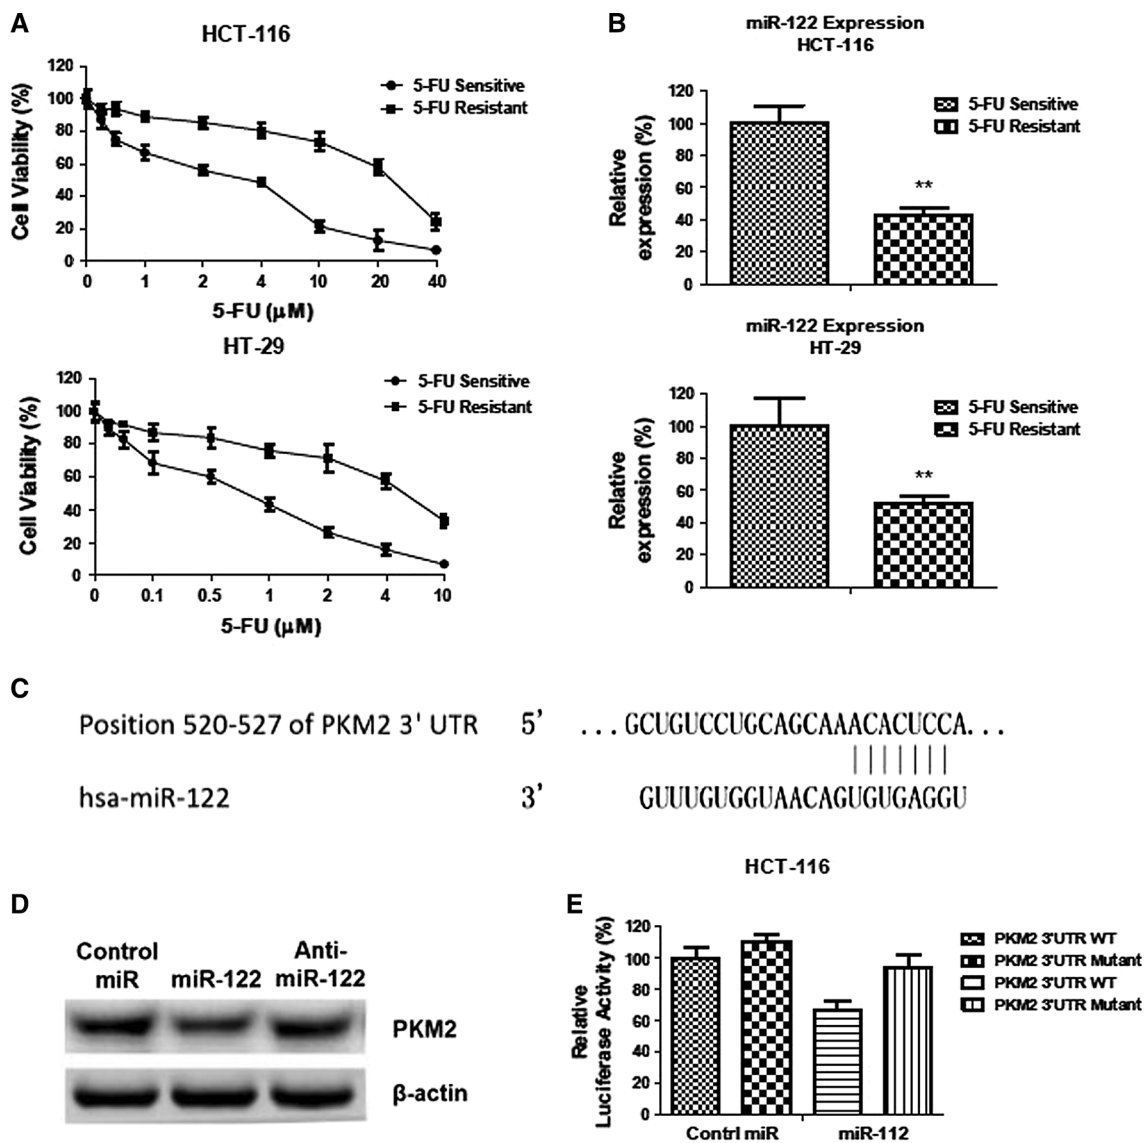 A
HCT-116
120
100
80
60
40
20
0
Cell Viability (%)
5-FU Sensitive
5-FU Resistant
0 1 2 4 10 20 40
5-FU (μM)
HT-29
120
100
80
60
40
20
0
Cell Viability (%)
5-FU Sensitive
5-FU Resistant
0 0.1 0.5 1 2 4 10
5-FU (μM)
B
miR-122 Expression
HCT-116
120
100
80
60
40
20
0
Relative
expression (%)
5-FU Sensitive
5-FU Resistant
**
miR-122 Expression
HT-29
120
100
80
60
40
20
0
Relative
expression (%)
5-FU Sensitive
5-FU Resistant
**
C
Position 520-527 of PKM2 3' UTR 5' ...GCUGUCCUGCAGCAAACACUCCA...
hsa-miR-122 3' GUUUGUGGUAACAGUGUGAGGU
D
Control
miR
miR-122
Anti-
miR-122
PKM2
β-actin
E
HCT-116
120
100
80
60
40
20
0
Relative
Luciferase Activity (%)
PKM2 3'UTR WT
PKM2 3'UTR Mutant
PKM2 3'UTR WT
PKM2 3'UTR Mutant
Contrl miR miR-112